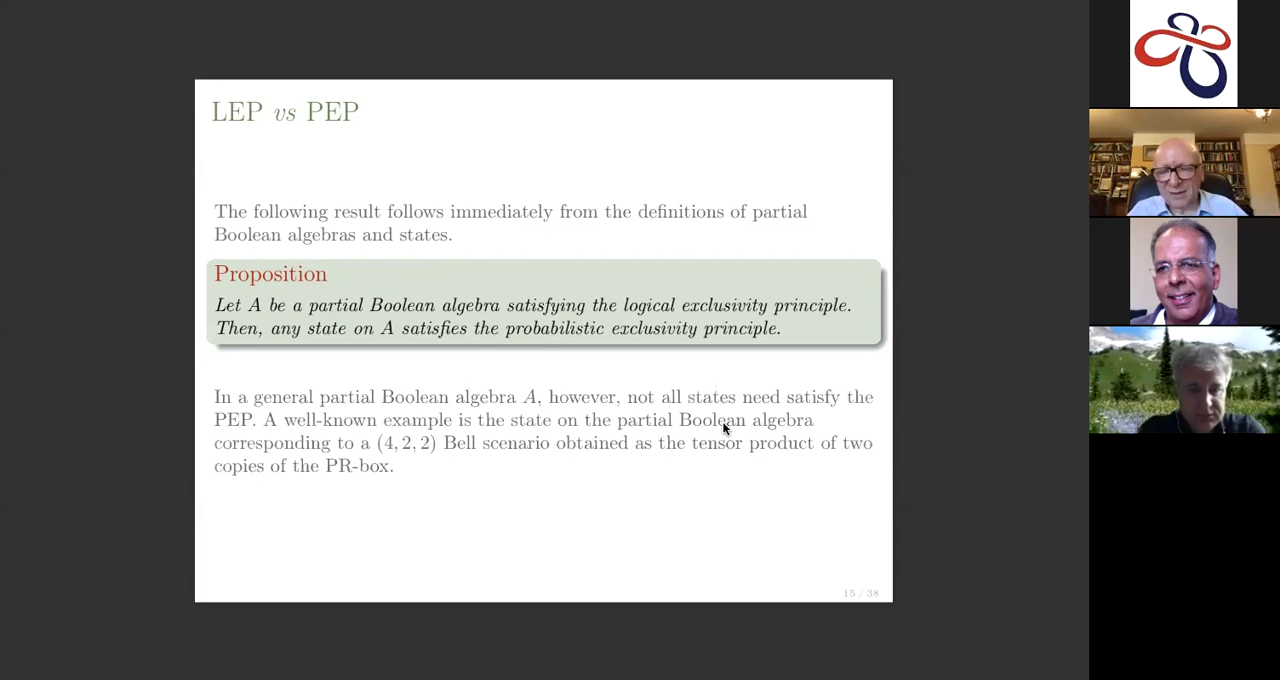 LEP vs PEP
The following result follows immediately from the definitions of partial
Boolean algebras and states.
Proposition
Let A be a partial Boolean algebra satisfying the logical exclusivity principle.
Then, any state on A satisfies the probabilistic exclusivity principle.
In a general partial Boolean algebra A, however, not all states need satisfy the
PEP. A well-known example is the state on the partial Boolean algebra
corresponding to a (4, 2, 2) Bell scenario obtained as the tensor product of two
copies of the PR-box.
15 / 38